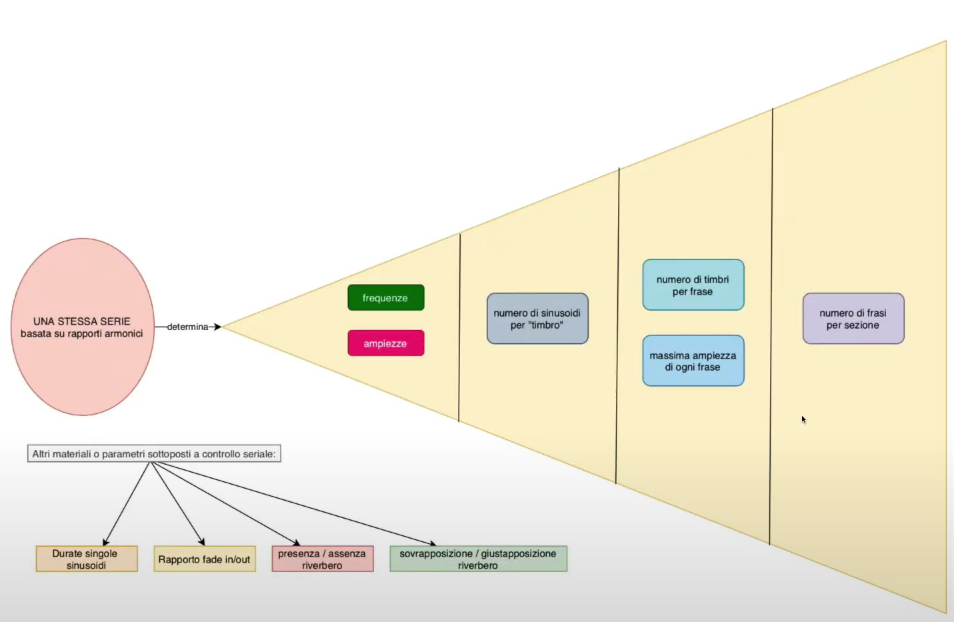 UNA STESSA SERIE
basata su rapporti armonici
determina
frequenze
ampiezze
numero di sinusoidi
per "timbro"
numero di timbri
per frase
massima ampiezza
di ogni frase
numero di frasi
per sezione
Altri materiali o parametri sottoposti a controllo seriale:
Durate singole
sinusoidi
Rapporto fade in/out
presenza / assenza
riverbero
sovrapposizione / giustapposizione
riverbero